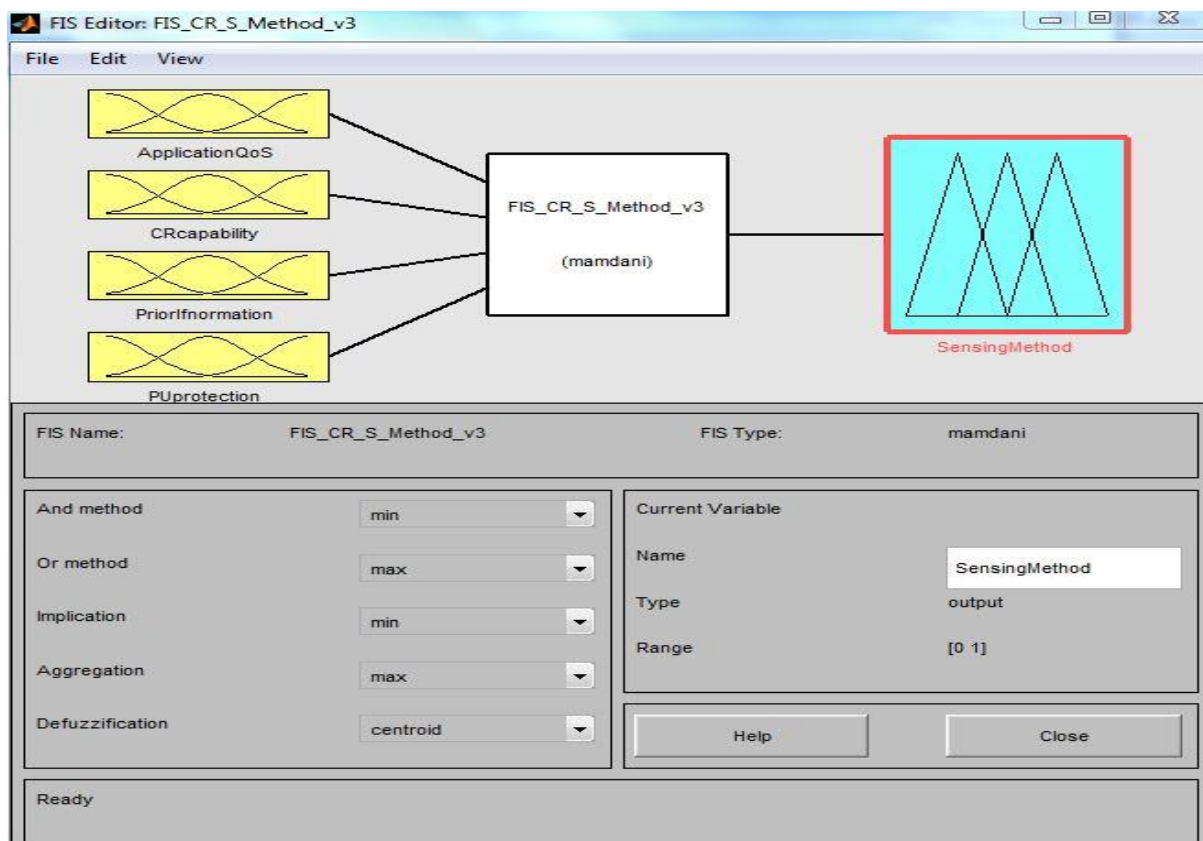 FIS Editor: FIS_CR_S_Method_v3
File Edit View
ApplicationQoS
CRcapability
PriorIfnormation
PUprotection
FIS_CR_S_Method_v3
(mamdani)
SensingMethod
FIS Name: FIS_CR_S_Method_v3 FIS Type: mamdani
And method min
Or method max
Implication min
Aggregation max
Defuzzification centroid
Current Variable
Name SensingMethod
Type output
Range [0 1]
Help Close
Ready